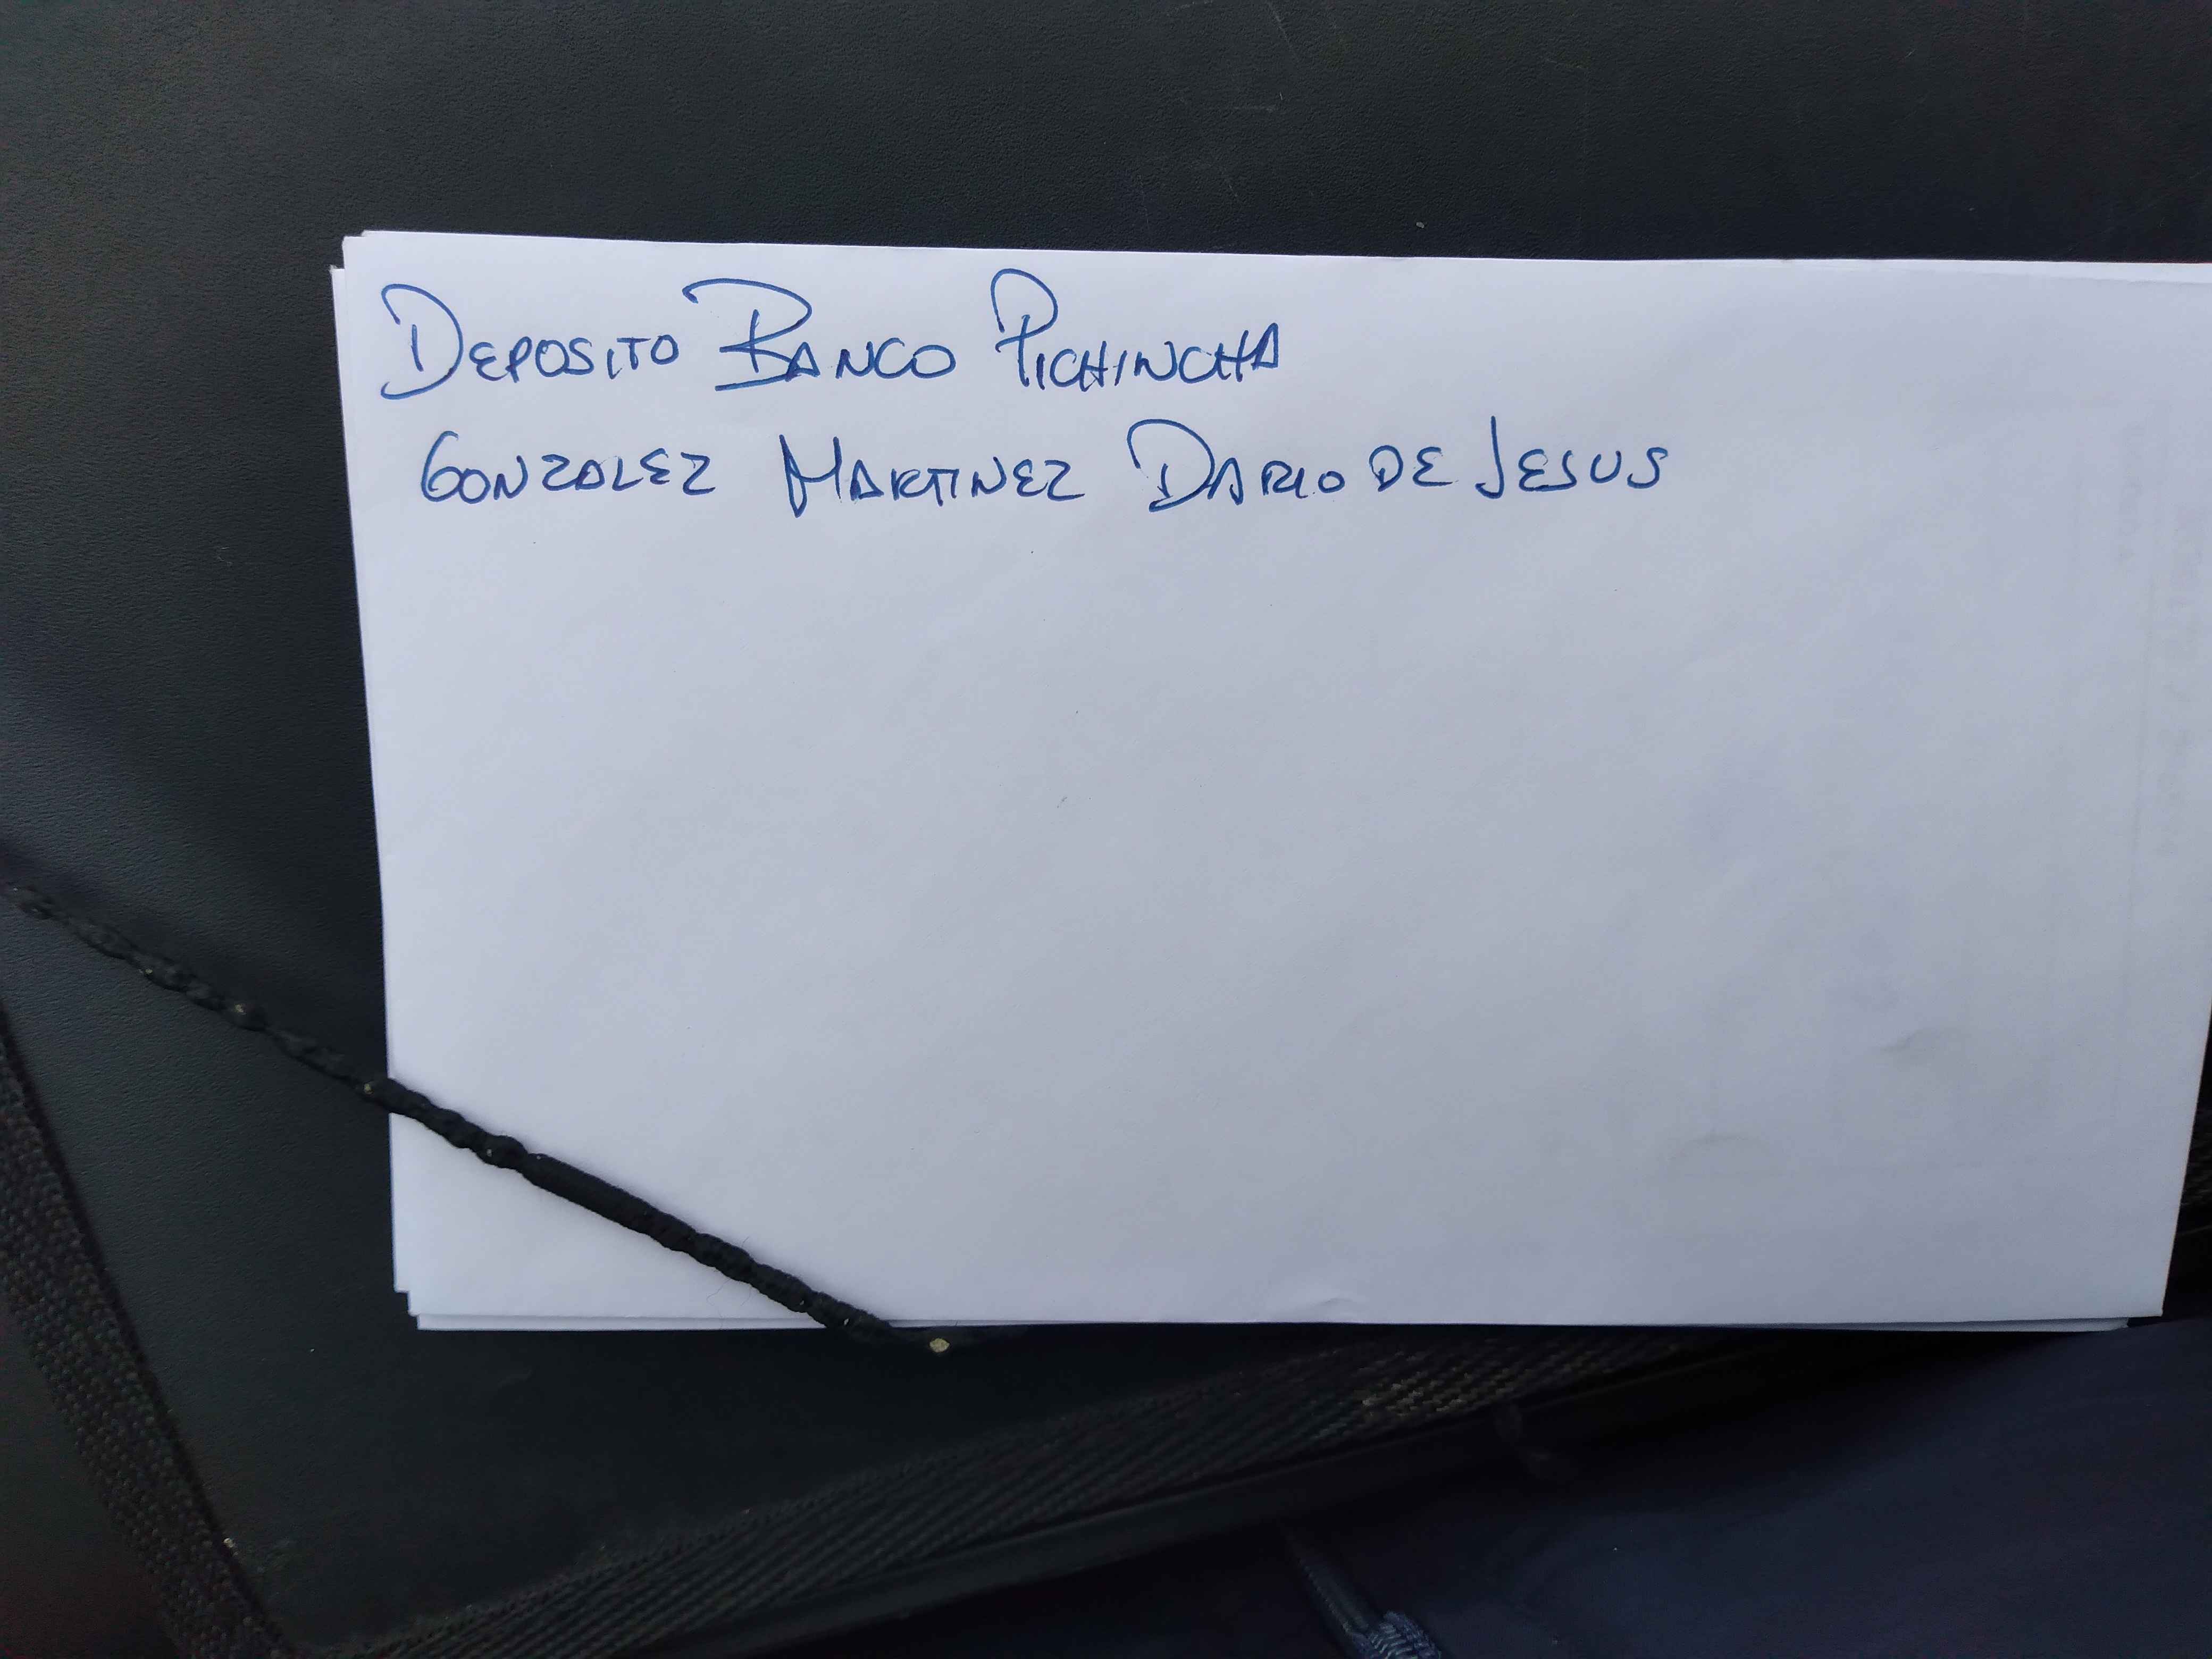 DEPOSITO BANCO PICHINCHA
GONZALEZ MARTINEZ DARIO DE JESUS